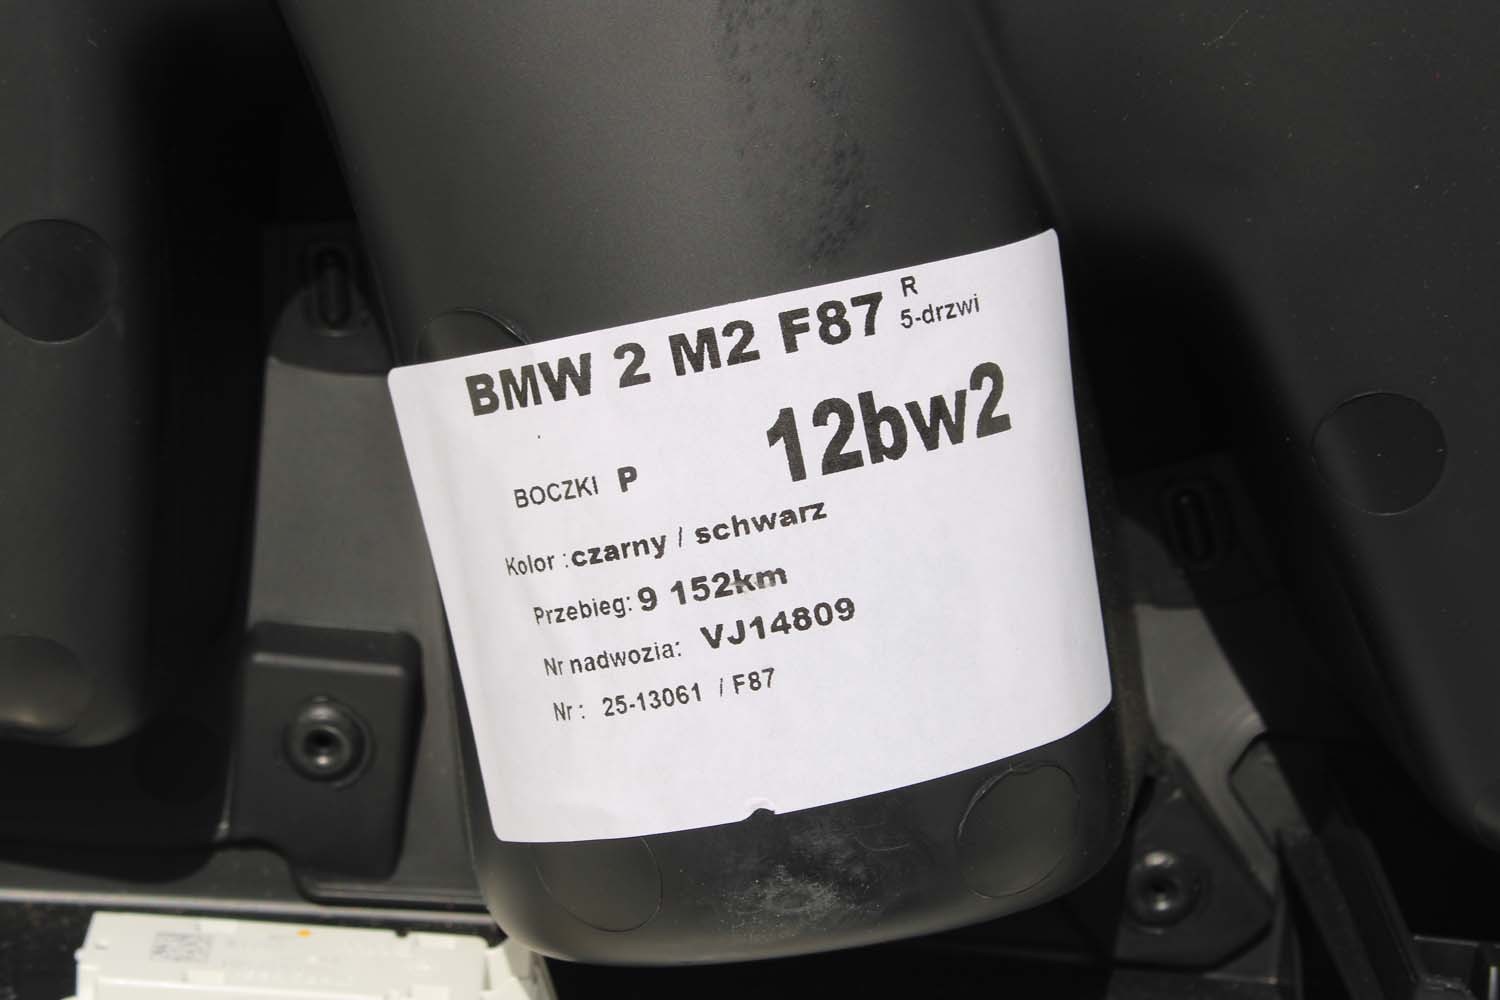 BMW 2 M2 F87 R
5-drzwi
12bw2
BOCZKI P
Kolor : czarny / schwarz
Przebieg: 9 152km
Nr nadwozia: VJ14809
Nr : 25-13061 / F87